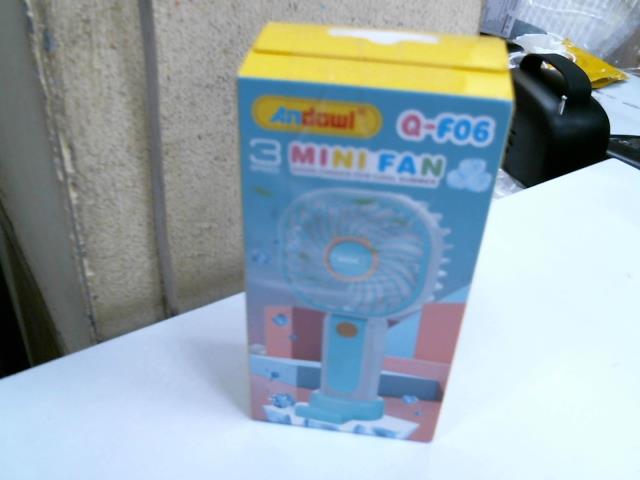 Andowl
Q-F06
3 MINI FAN